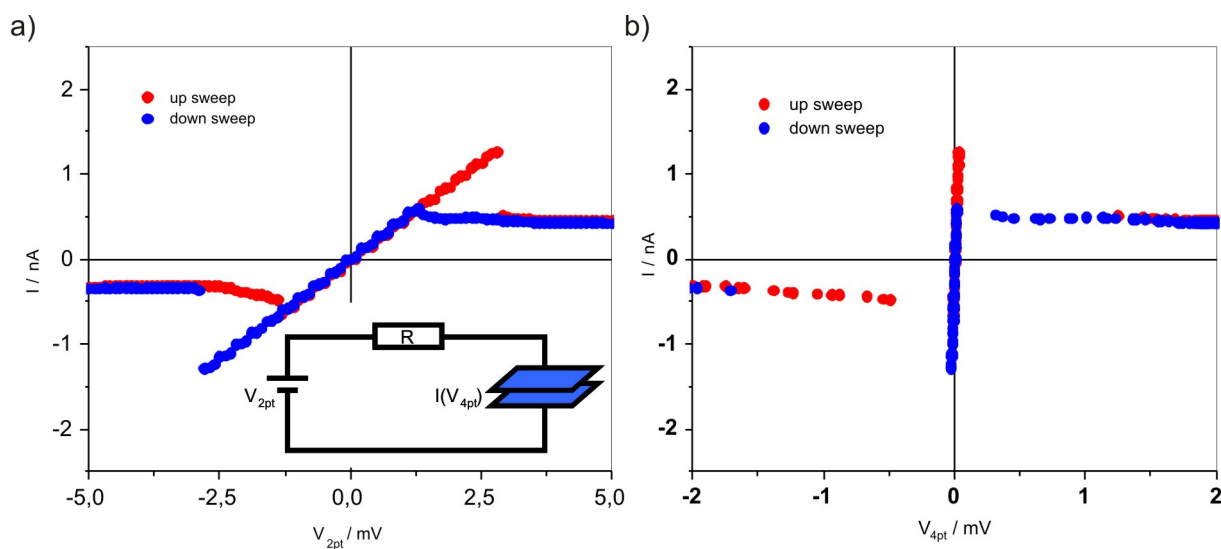 a)
2
1
0
-1
-2
I / nA
up sweep
down sweep
R
V2pt
I(V4pt)
-5,0 -2,5 0,0 2,5 5,0
V2pt / mV
b)
2
1
0
-1
-2
I / nA
up sweep
down sweep
-2 -1 0 1 2
V4pt / mV